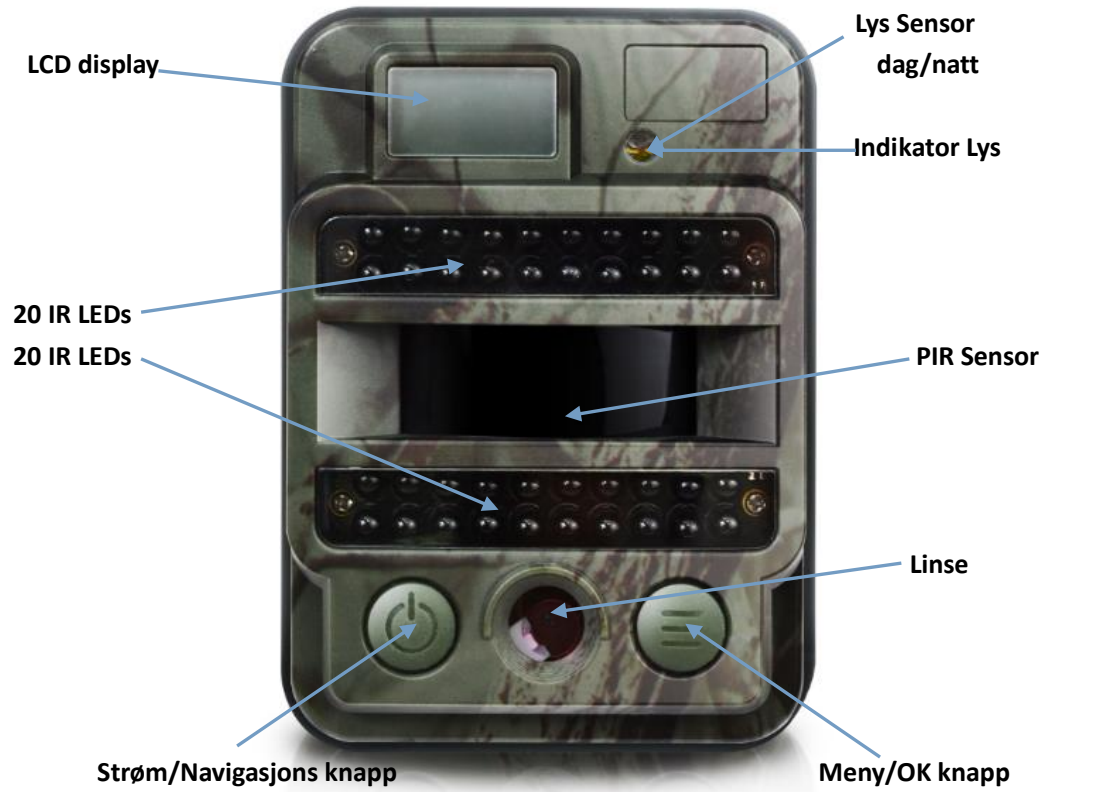 Lys Sensor
LCD display
dag/natt
Indikator Lys
20 IR LEDs
20 IR LEDs
PIR Sensor
Linse
Strøm/Navigasjons knapp
Meny/OK knapp